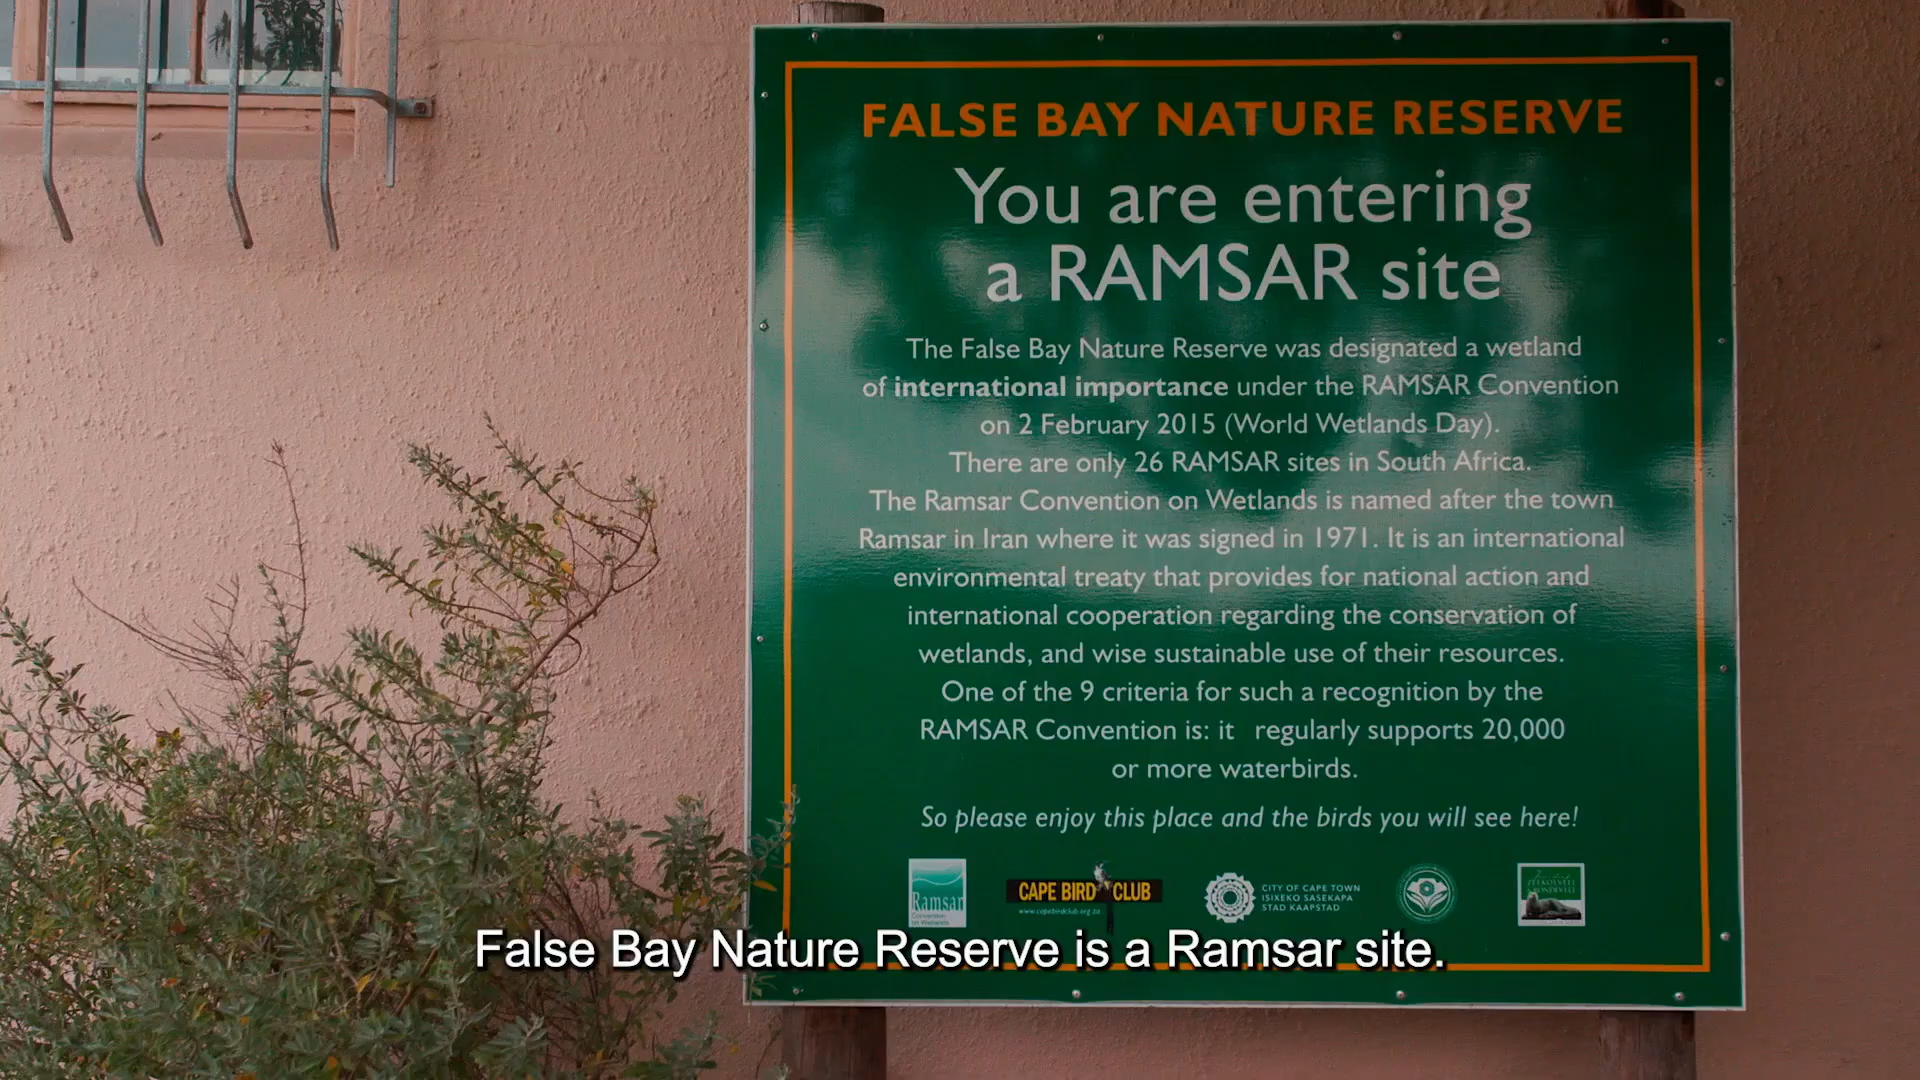 FALSE BAY NATURE RESERVE
You are entering
a RAMSAR site
The False Bay Nature Reserve was designated a wetland
of international importance under the RAMSAR Convention
on 2 February 2015 (World Wetlands Day).
There are only 26 RAMSAR sites in South Africa.
The Ramsar Convention on Wetlands is named after the town
Ramsar in Iran where it was signed in 1971. It is an international
environmental treaty that provides for national action and
international cooperation regarding the conservation of
wetlands, and wise sustainable use of their resources.
One of the 9 criteria for such a recognition by the
RAMSAR Convention is: it regularly supports 20,000
or more waterbirds.
So please enjoy this place and the birds you will see here!
Ramsar
Convention
on Wetlands
CAPE BIRD CLUB
www.capebirdclub.org.za
CITY OF CAPE TOWN
ISIXEKO SASEKAPA
STAD KAAPSTAD
ZEEKOEVLEI
RONDEVLEI
False Bay Nature Reserve is a Ramsar site.